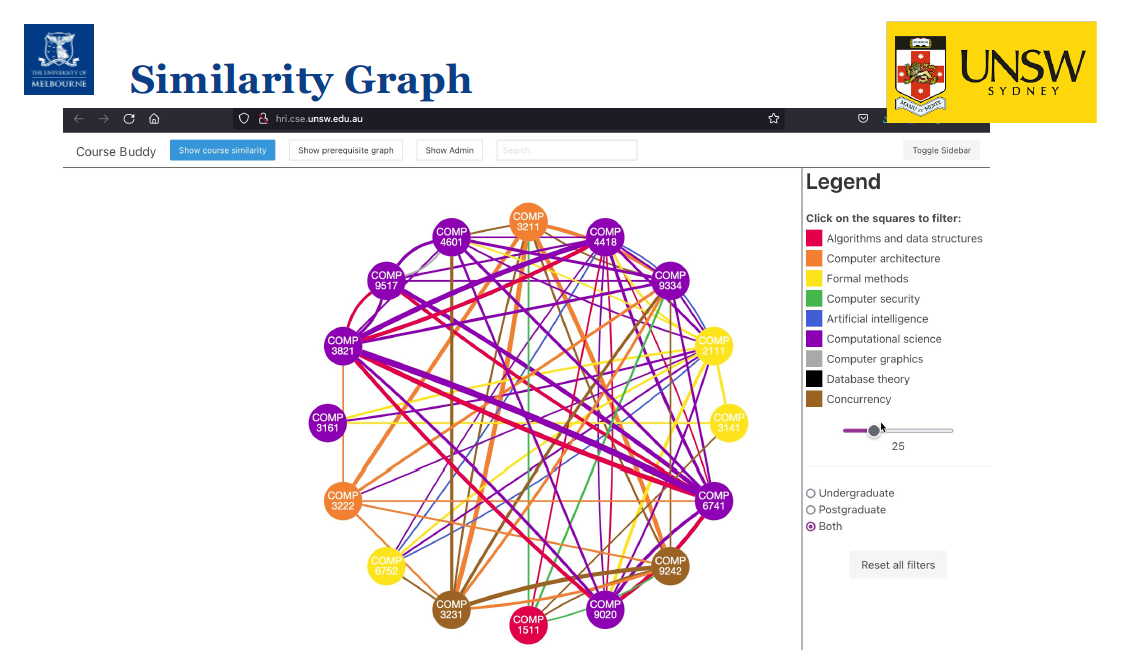 THE UNIVERSITY OF
MELBOURNE
Similarity Graph
UNSW
SYDNEY
hri.cse.unsw.edu.au
Course Buddy
Show course similarity
Show prerequisite graph
Show Admin
Search
Toggle Sidebar
COMP
3211
COMP
4601
COMP
4418
COMP
9517
COMP
9334
COMP
3821
COMP
2111
COMP
3161
COMP
3141
COMP
3222
COMP
6741
COMP
6752
COMP
9242
COMP
3231
COMP
9020
COMP
1511
Legend
Click on the squares to filter:
Algorithms and data structures
Computer architecture
Formal methods
Computer security
Artificial intelligence
Computational science
Computer graphics
Database theory
Concurrency
25
Undergraduate
Postgraduate
Both
Reset all filters